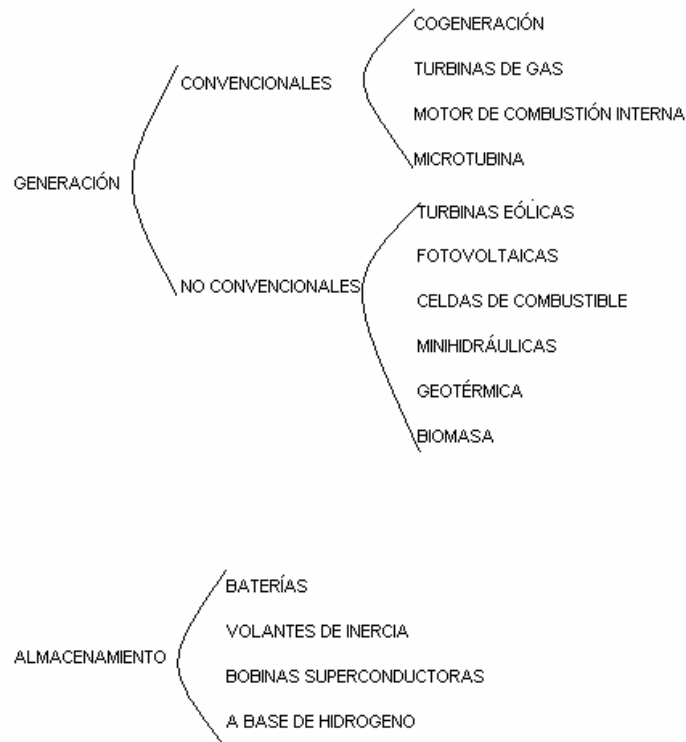 COGENERACIÓN
CONVENCIONALES
TURBINAS DE GAS
MOTOR DE COMBUSTIÓN INTERNA
MICROTUBINA
GENERACIÓN
TURBINAS EÓLICAS
FOTOVOLTAICAS
NO CONVENCIONALES
CELDAS DE COMBUSTIBLE
MINIHIDRÁULICAS
GEOTÉRMICA
BIOMASA
BATERÍAS
VOLANTES DE INERCIA
ALMACENAMIENTO
BOBINAS SUPERCONDUCTORAS
A BASE DE HIDROGENO